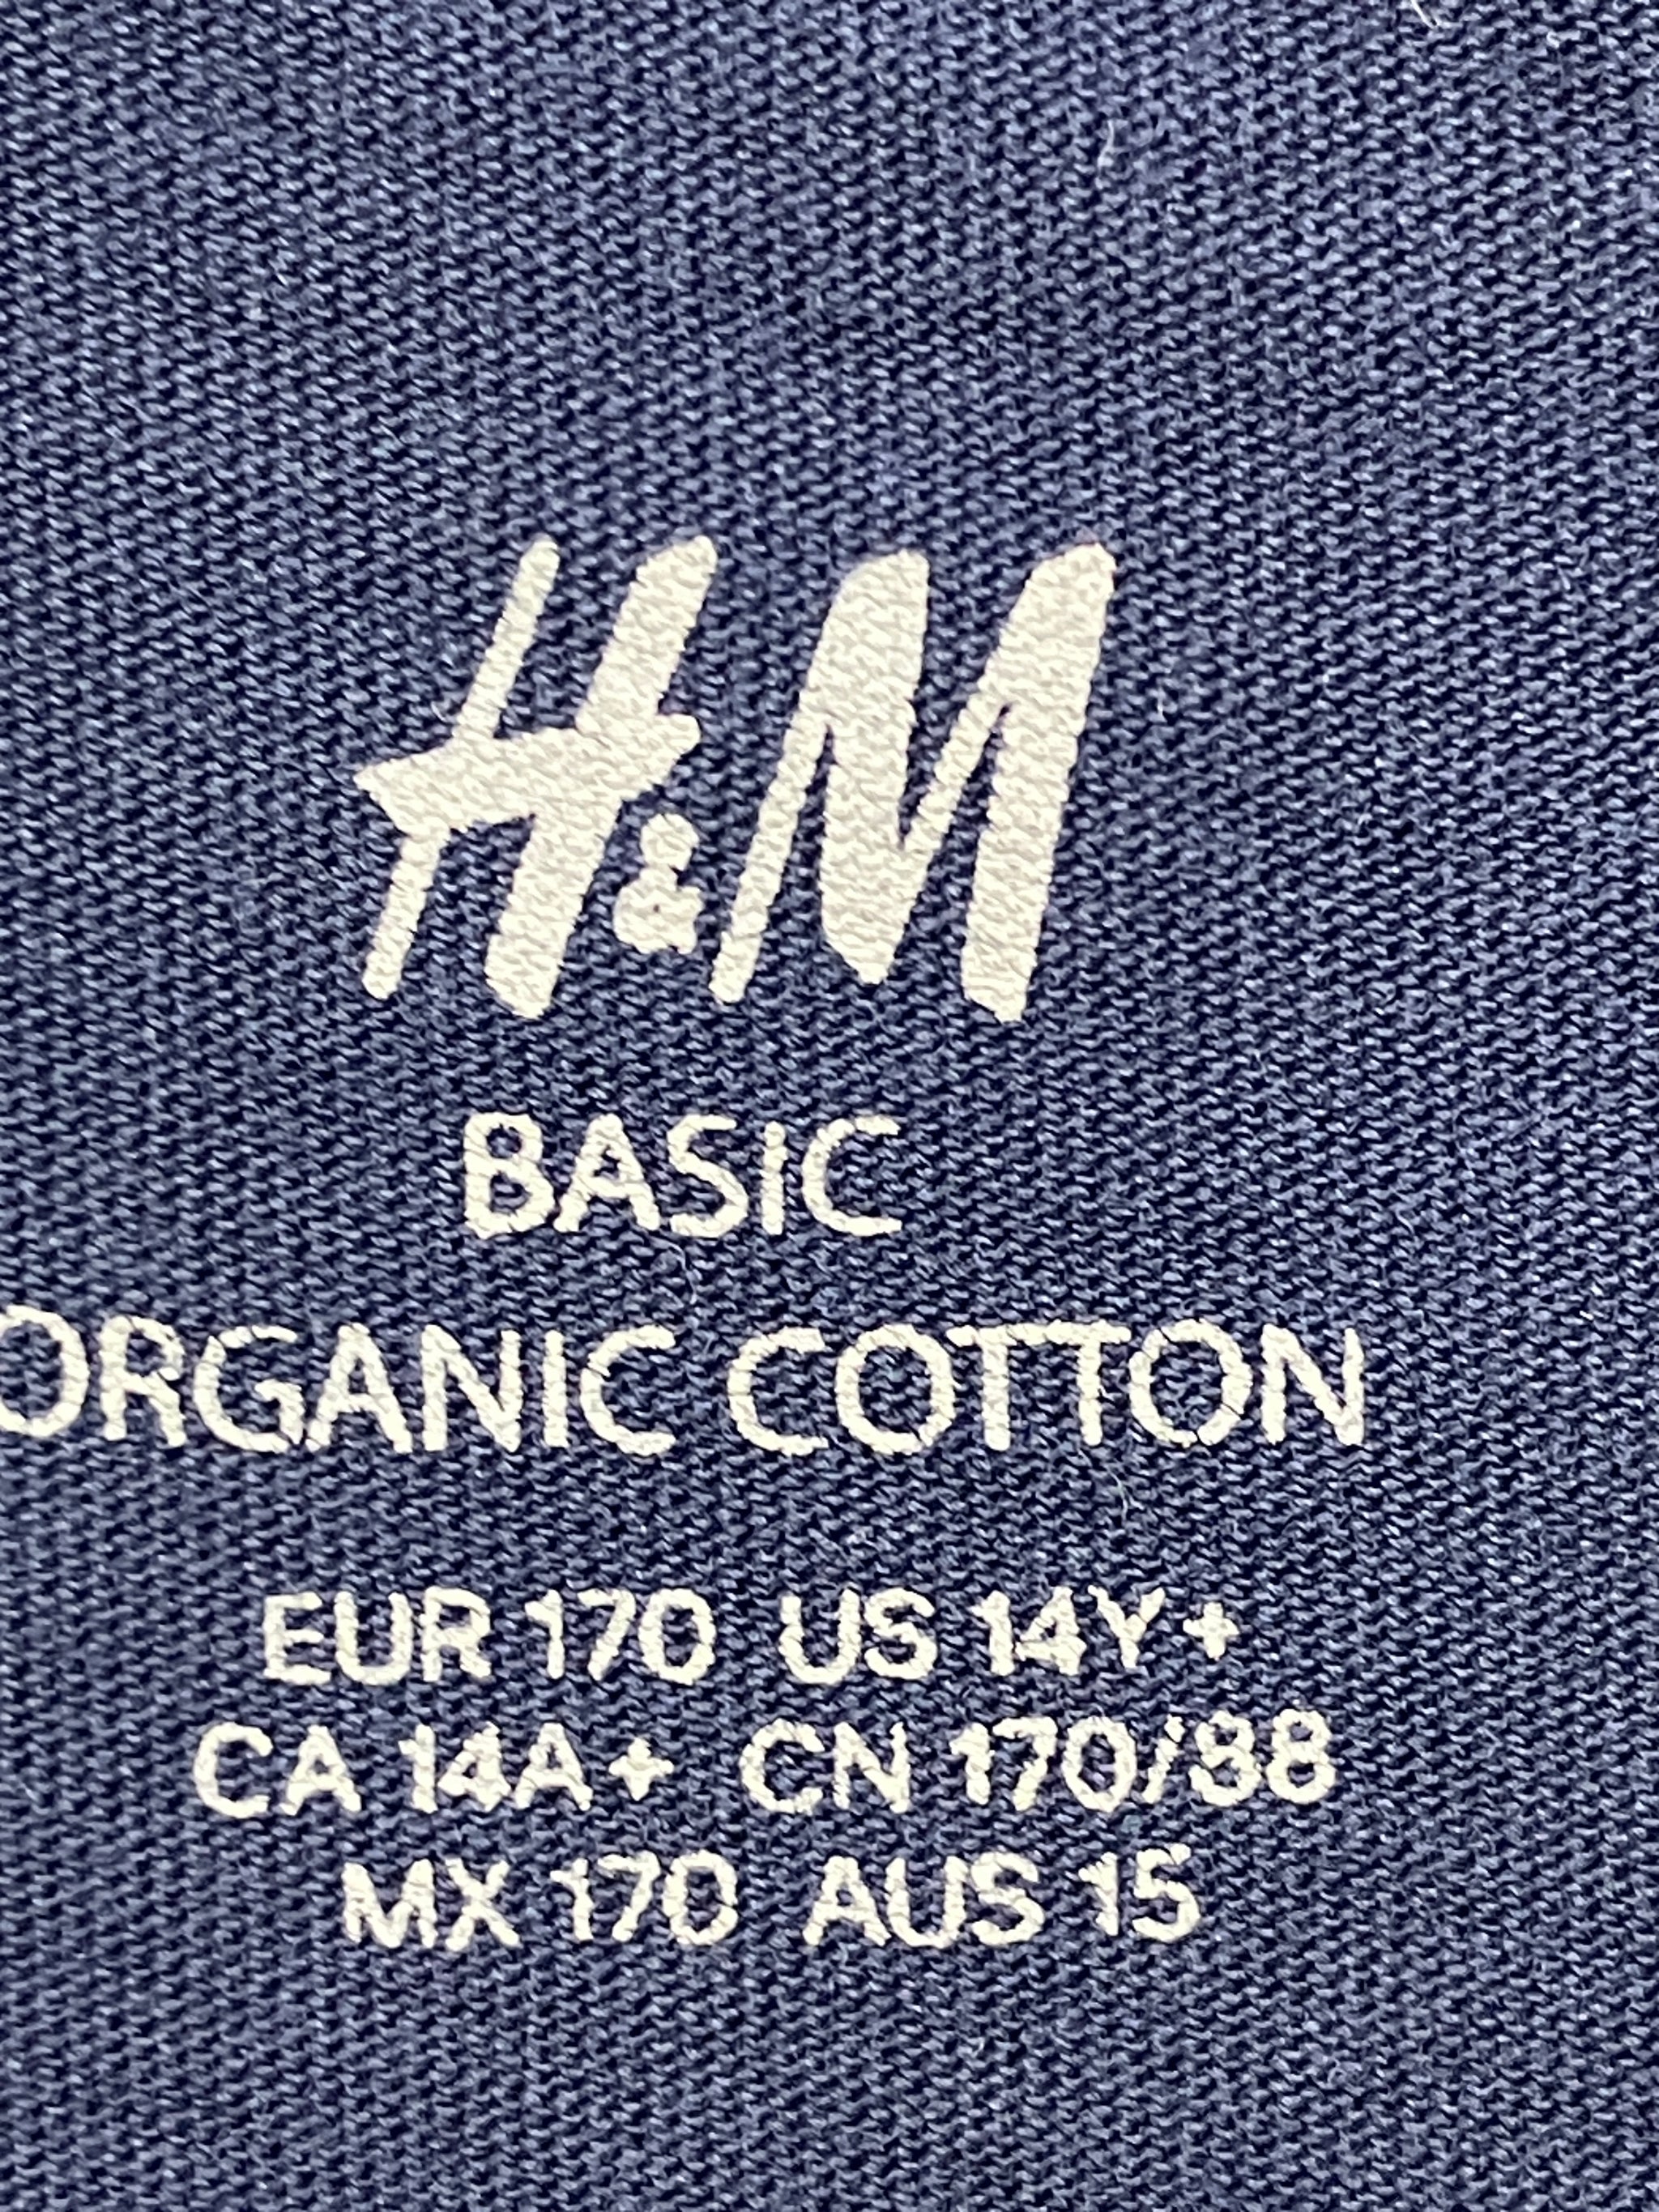 H&M
BASiC
ORGANIC COTTON
EUR 170 US 14Y+
CA 14A+ CN 170/88
MX 170 AUS 15